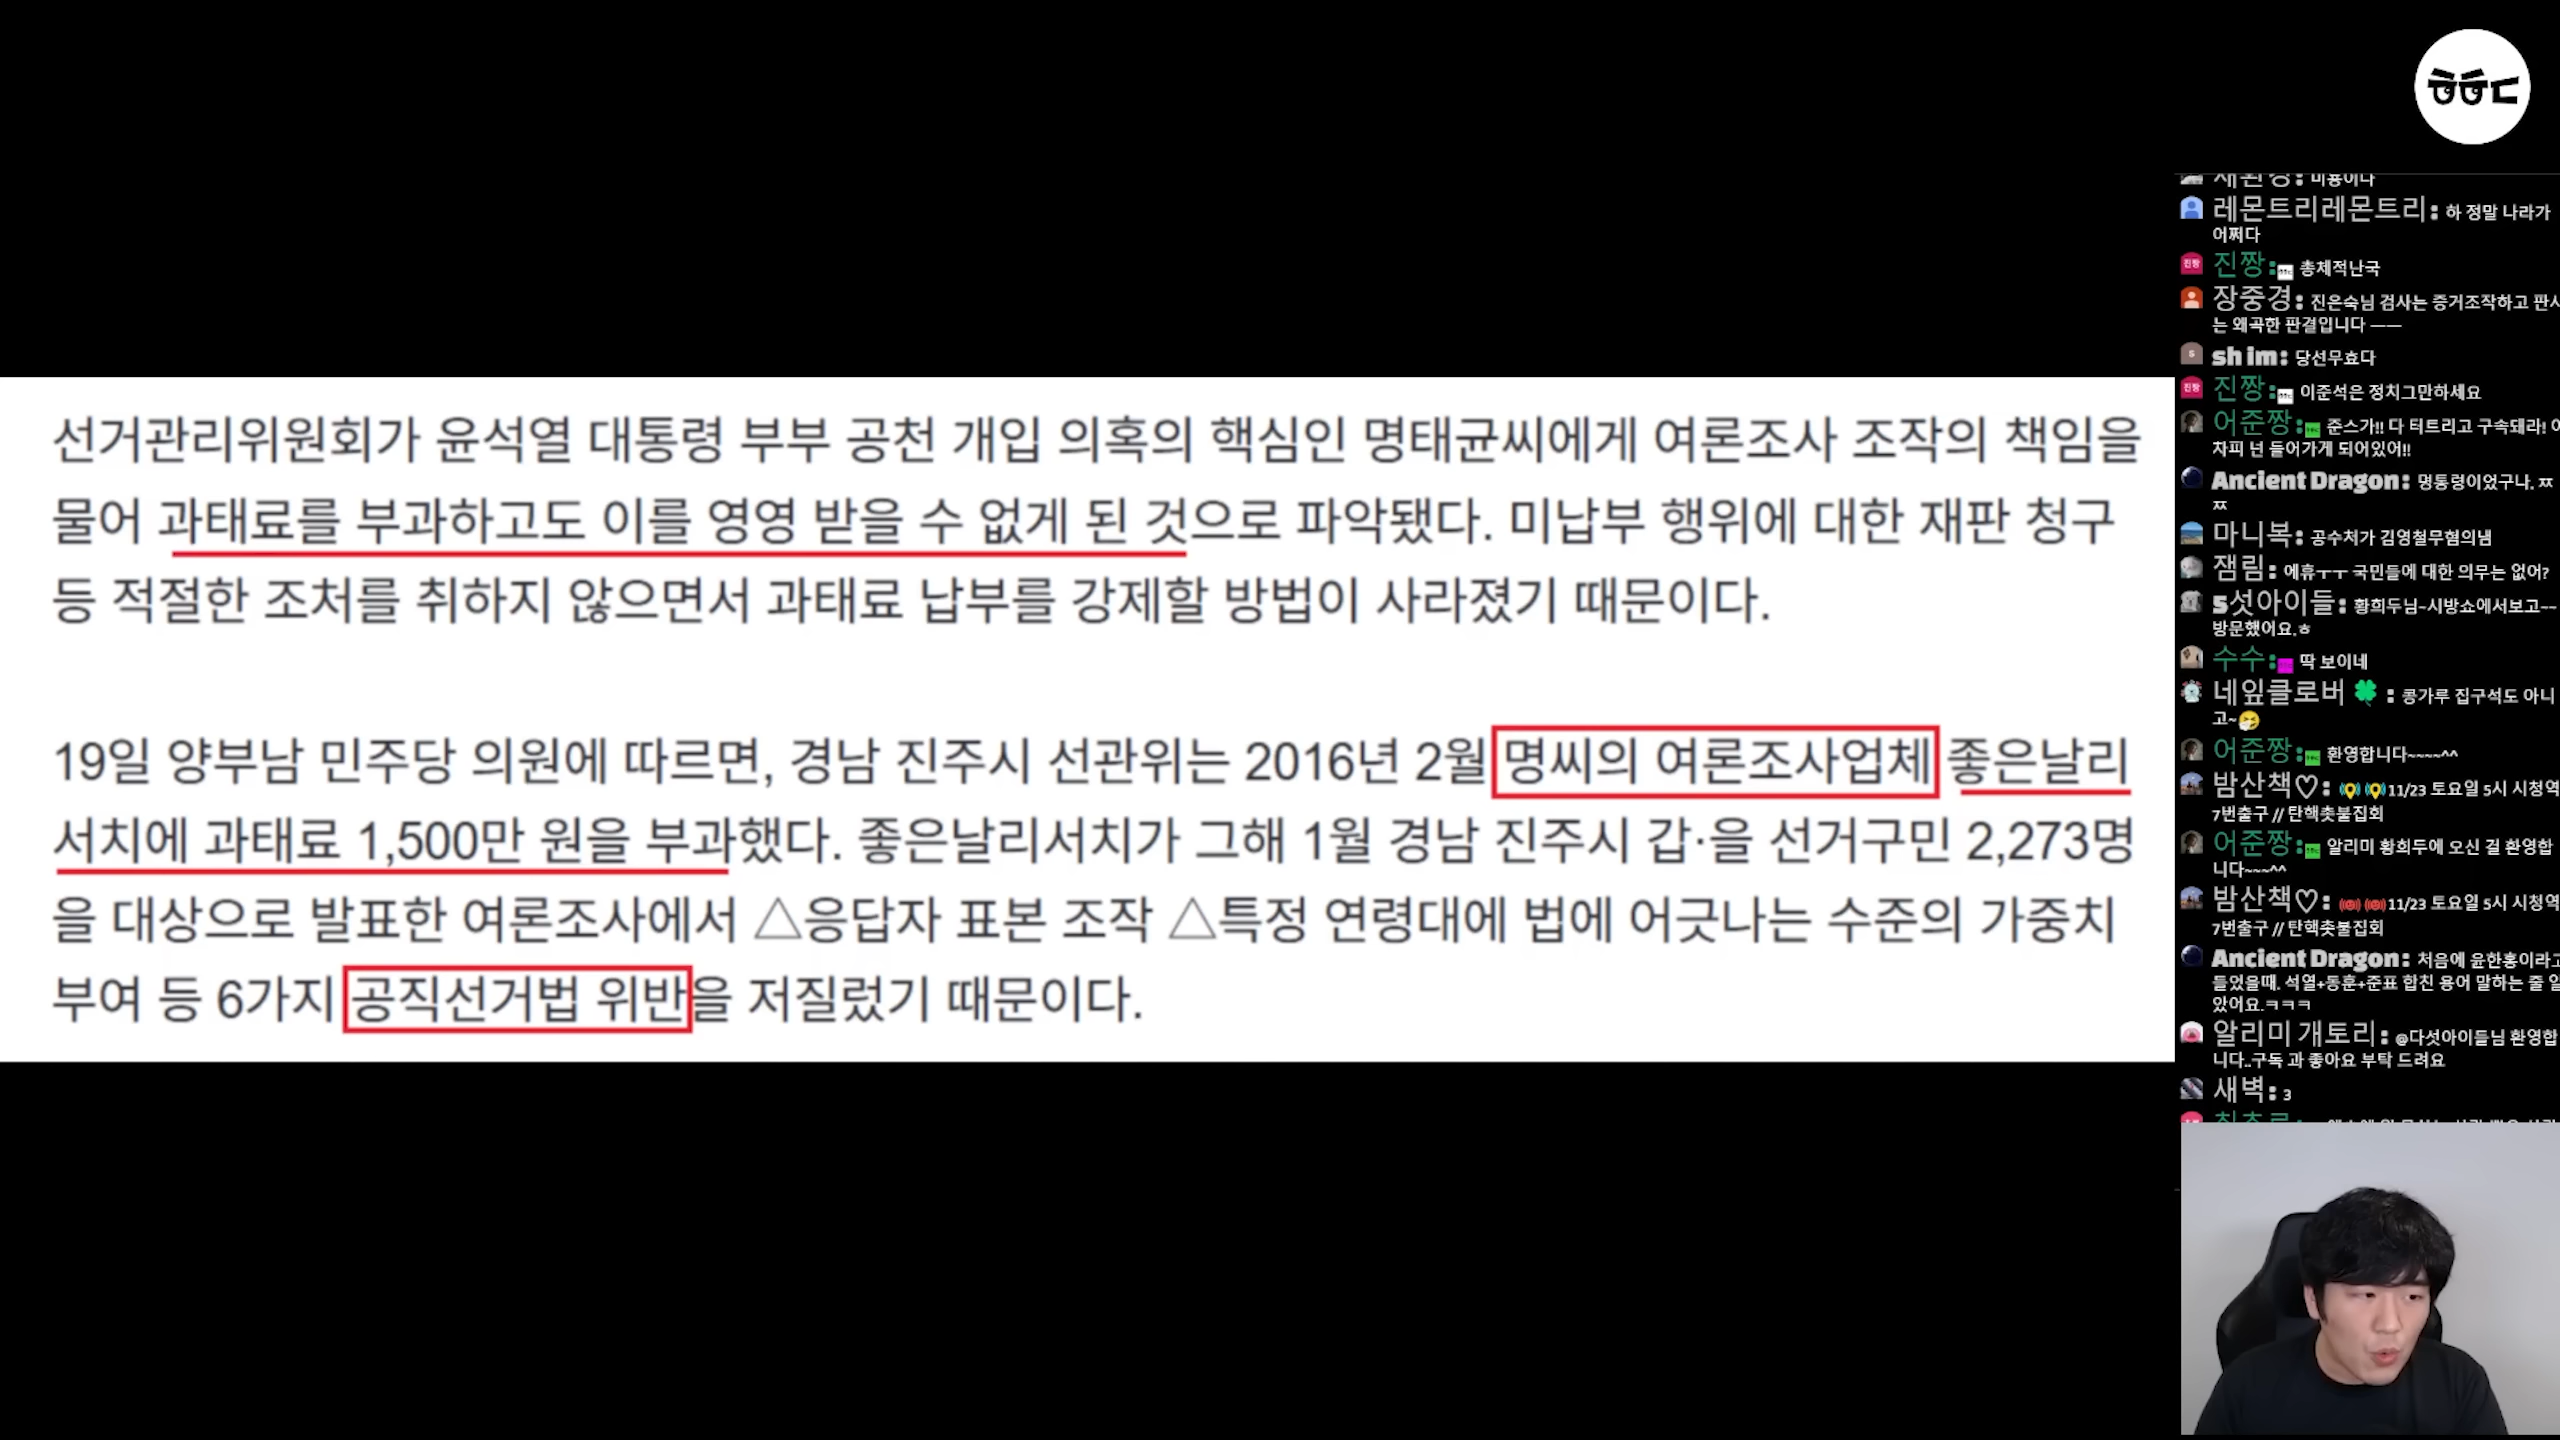 ㅎㅎㄷ
선거관리위원회가 윤석열 대통령 부부 공천 개입 의혹의 핵심인 명태균씨에게 여론조사 조작의 책임을
물어 과태료를 부과하고도 이를 영영 받을 수 없게 된 것으로 파악됐다. 미납부 행위에 대한 재판 청구
등 적절한 조처를 취하지 않으면서 과태료 납부를 강제할 방법이 사라졌기 때문이다.
19일 양부남 민주당 의원에 따르면, 경남 진주시 선관위는 2016년 2월 명씨의 여론조사업체 좋은날리
서치에 과태료 1,500만 원을 부과했다. 좋은날리서치가 그해 1월 경남 진주시 갑·을 선거구민 2,273명
을 대상으로 발표한 여론조사에서 △응답자 표본 조작 △특정 연령대에 법에 어긋나는 수준의 가중치
부여 등 6가지 공직선거법 위반을 저질렀기 때문이다.
미용이다
레몬트리레몬트리: 하 정말 나라가
어쩌다
진짱: 총체적난국
장중경: 진은숙님 검사는 증거조작하고 판사
는 왜곡한 판결입니다 ㅡㅡ
sh im: 당선무효다
진짱: 이준석은 정치그만하세요
어준짱: 준스가!! 다 터트리고 구속돼라! 어
차피 넌 들어가게 되어있어!!
Ancient Dragon: 명통령이었구나. ㅉ
ㅉ
마니복: 공수처가 김영철무혐의냄
잼림: 에휴ㅜㅜ 국민들에 대한 의무는 없어?
5섯아이들: 황희두님~시방쇼에서보고~~
방문했어요.ㅎ
수수: 딱 보이네
네잎클로버 🍀 : 콩가루 집구석도 아니
고~🤧
어준짱: 환영합니다~~~~^^
밤산책♡: 11/23 토요일 5시 시청역
7번출구 // 탄핵촛불집회
어준짱: 알리미 황희두에 오신 걸 환영합
니다~~~^^
밤산책♡: 11/23 토요일 5시 시청역
7번출구 // 탄핵촛불집회
Ancient Dragon: 처음에 윤한홍이라고
들었을때. 석열+동훈+준표 합친 용어 말하는 줄 알
았어요.ㅋㅋㅋ
알리미 개토리: @다섯아이들님 환영합
니다..구독 과 좋아요 부탁 드려요
새벽: 3